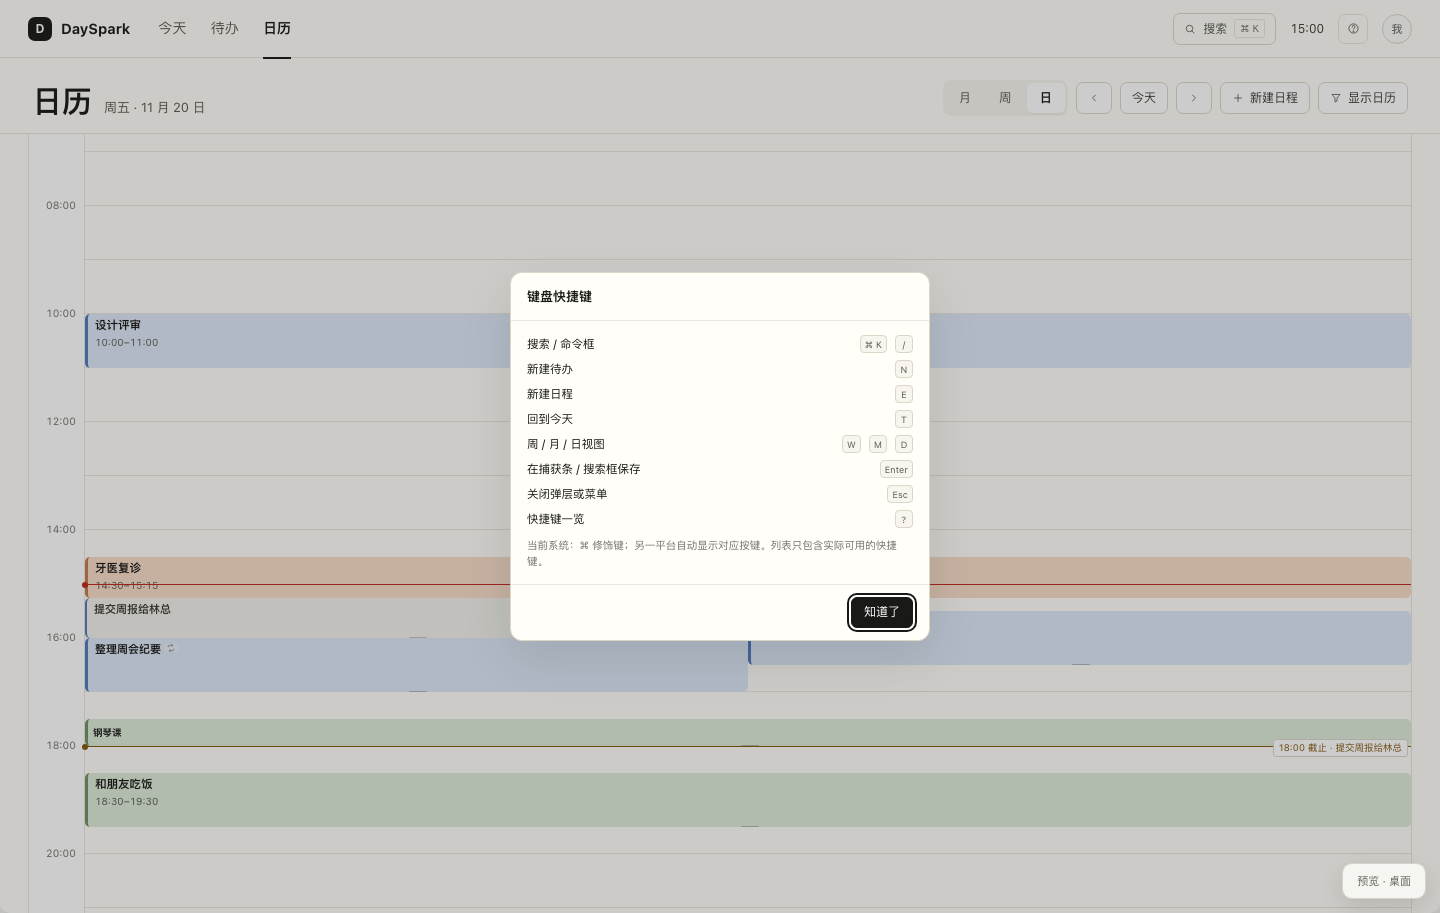 D DaySpark 今天 待办 日历
搜索 ⌘ K 15:00 我
日历 周五 · 11 月 20 日
月 周 日 今天 新建日程 显示日历
08:00
10:00
设计评审
10:00–11:00
12:00
14:00
牙医复诊
14:30–15:15
提交周报给林总
16:00
整理周会纪要
钢琴课
18:00
18:00 截止 · 提交周报给林总
和朋友吃饭
18:30–19:30
20:00
键盘快捷键
搜索 / 命令框 ⌘ K /
新建待办 N
新建日程 E
回到今天 T
周 / 月 / 日视图 W M D
在捕获条 / 搜索框保存 Enter
关闭弹层或菜单 Esc
快捷键一览 ?
当前系统：⌘ 修饰键；另一平台自动显示对应按键。列表只包含实际可用的快捷
键。
知道了
预览 · 桌面